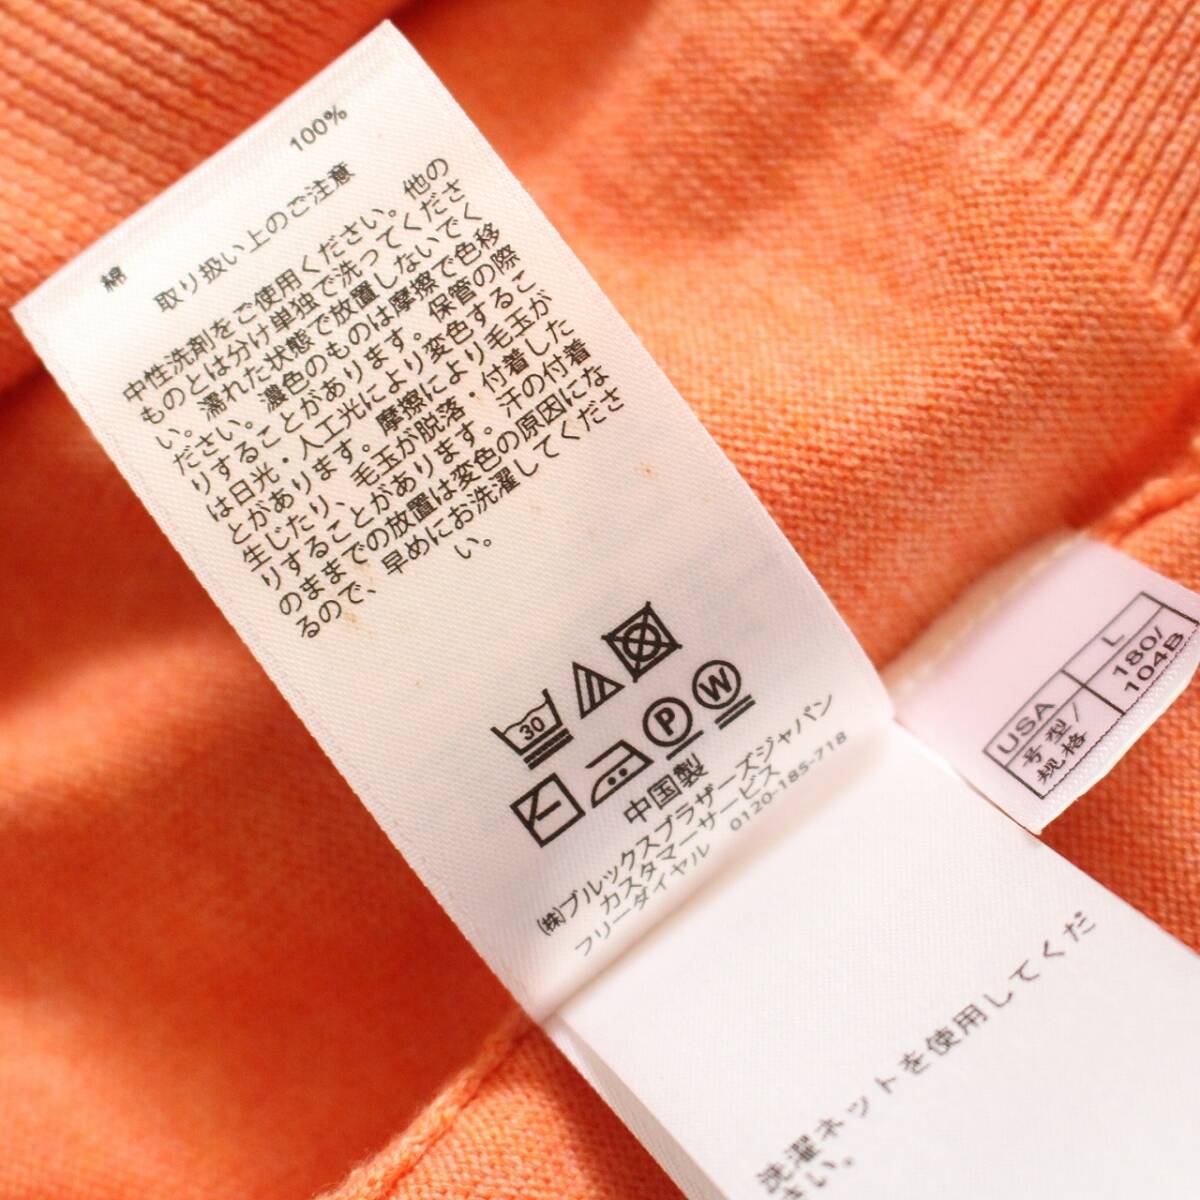 綿 100%
取り扱い上のご注意
中性洗剤をご使用ください。他の
ものとは分け単独で洗ってくださ
い。濡れた状態で放置しないでく
ださい。濃色のものは摩擦で色移
りすることがあります。保管の際
は日光・人工光により変色するこ
とがあります。摩擦により毛玉が
生じたり、毛玉が脱落・付着した
りすることがあります。汗の付着
のままでの放置は変色の原因にな
るので、早めにお洗濯してくださ
い。
30
P W
中国製
(株)ブルックスブラザーズジャパン
カスタマーサービス
フリーダイヤル 0120-185-718
USA L
号型/ 180/
规格 104B
洗濯ネットを使用してくだ
さい。